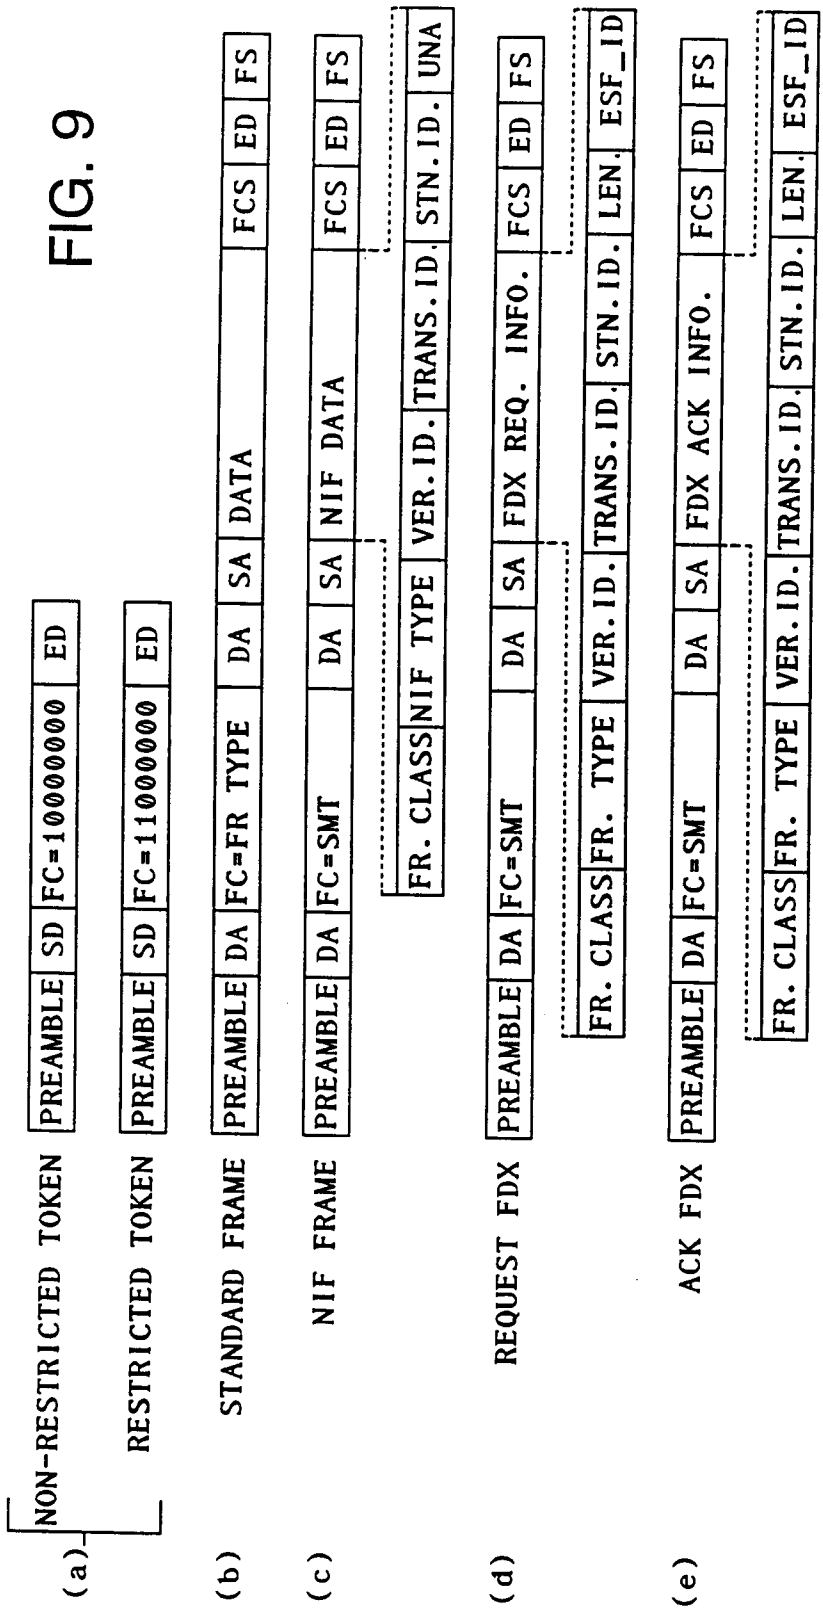 FIG. 9
(a) NON-RESTRICTED TOKEN PREAMBLE SD FC=10000000 ED
RESTRICTED TOKEN PREAMBLE SD FC=11000000 ED
(b) STANDARD FRAME PREAMBLE DA FC=FR TYPE DA SA DATA FCS ED FS
(c) NIF FRAME PREAMBLE DA FC=SMT DA SA NIF DATA FCS ED FS
FR. CLASS NIF TYPE VER.ID. TRANS.ID. STN.ID. UNA
(d) REQUEST FDX PREAMBLE DA FC=SMT DA SA FDX REQ. INFO. FCS ED FS
FR. CLASS FR. TYPE VER.ID. TRANS.ID. STN.ID. LEN. ESF_ID
(e) ACK FDX PREAMBLE DA FC=SMT DA SA FDX ACK INFO. FCS ED FS
FR. CLASS FR. TYPE VER.ID. TRANS.ID. STN.ID. LEN. ESF_ID